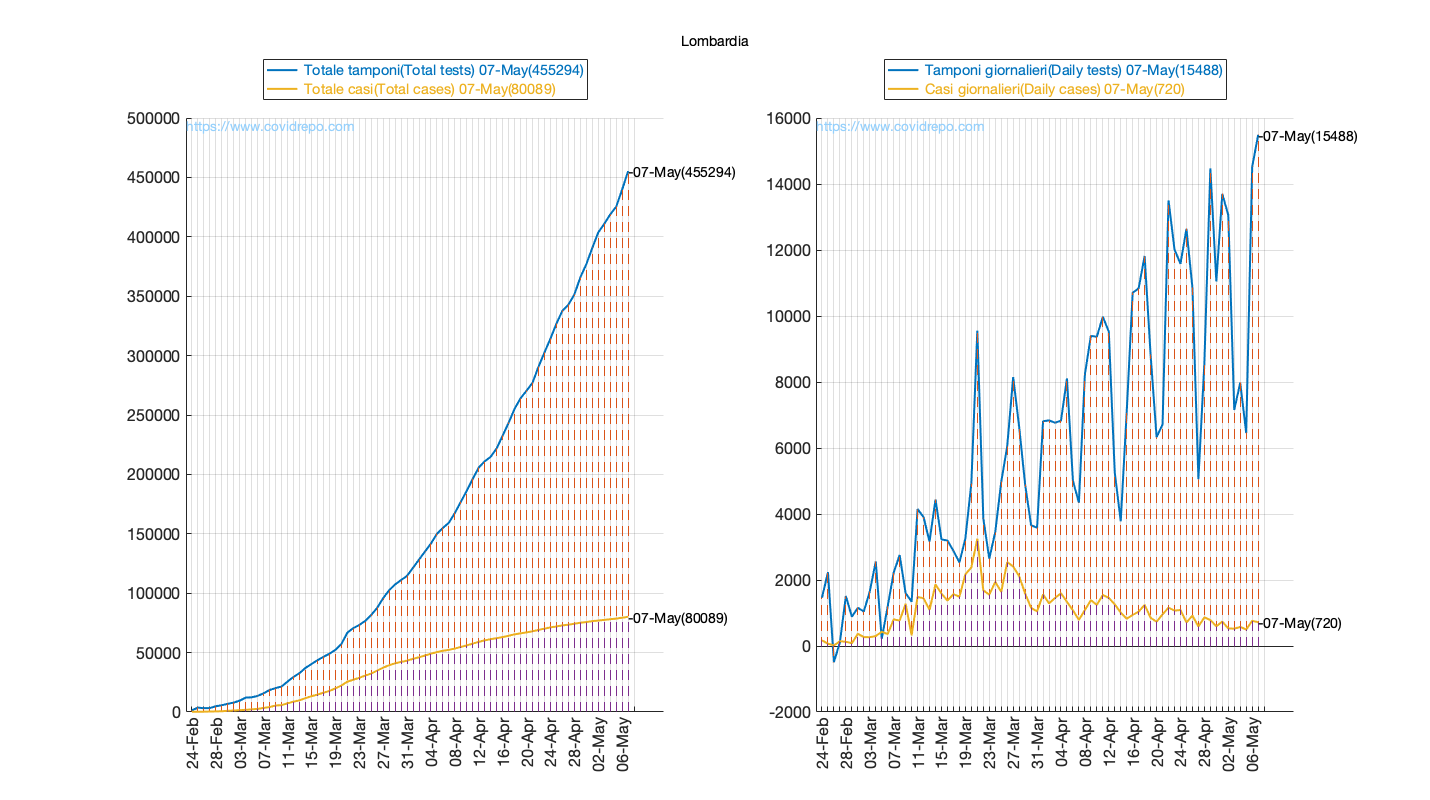 Lombardia
Totale tamponi(Total tests) 07-May(455294)
Totale casi(Total cases) 07-May(80089)
https://www.covidrepo.com
500000
450000
400000
350000
300000
250000
200000
150000
100000
50000
0
07-May(455294)
07-May(80089)
24-Feb
28-Feb
03-Mar
07-Mar
11-Mar
15-Mar
19-Mar
23-Mar
27-Mar
31-Mar
04-Apr
08-Apr
12-Apr
16-Apr
20-Apr
24-Apr
28-Apr
02-May
06-May
Tamponi giornalieri(Daily tests) 07-May(15488)
Casi giornalieri(Daily cases) 07-May(720)
https://www.covidrepo.com
16000
14000
12000
10000
8000
6000
4000
2000
0
-2000
07-May(15488)
07-May(720)
24-Feb
28-Feb
03-Mar
07-Mar
11-Mar
15-Mar
19-Mar
23-Mar
27-Mar
31-Mar
04-Apr
08-Apr
12-Apr
16-Apr
20-Apr
24-Apr
28-Apr
02-May
06-May